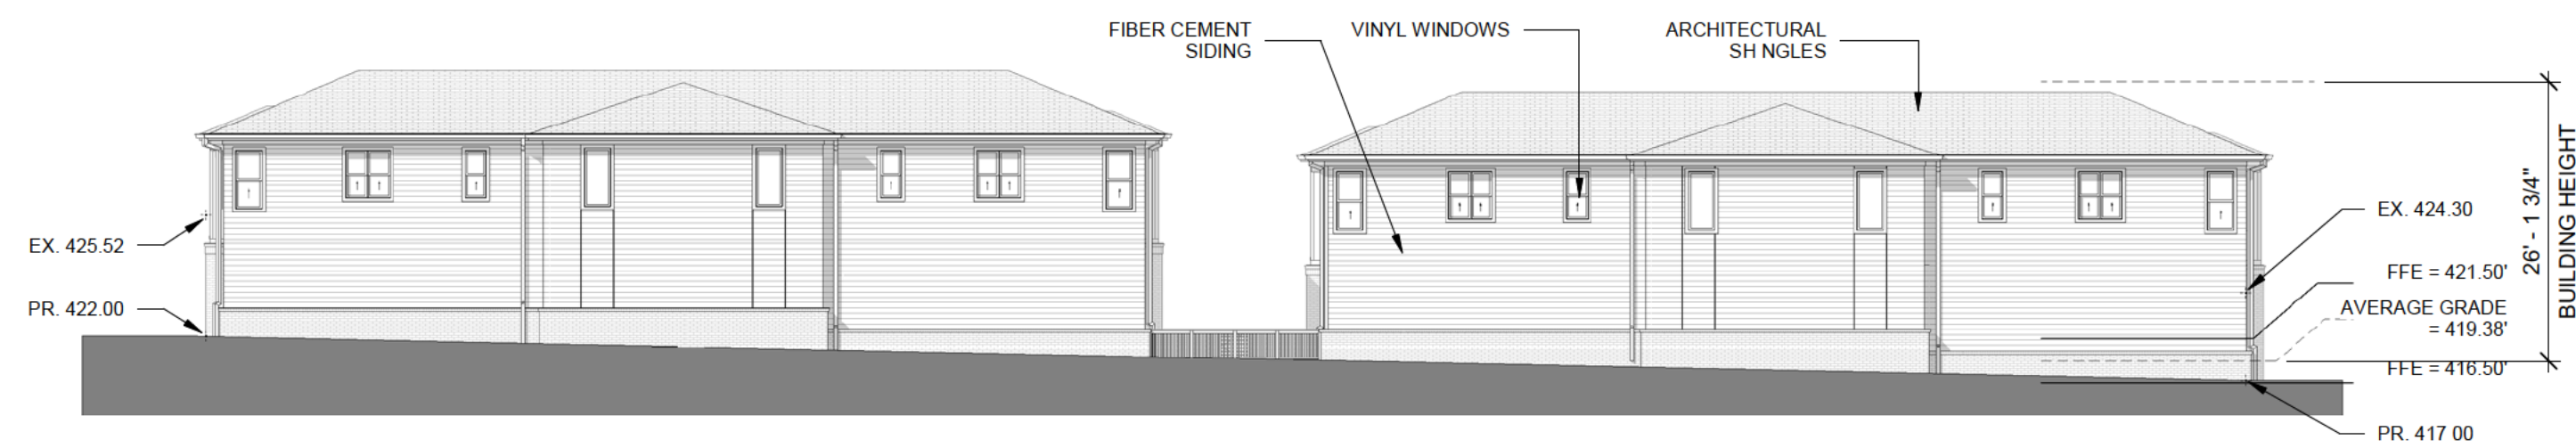 FIBER CEMENT
SIDING
VINYL WINDOWS
ARCHITECTURAL
SH NGLES
EX. 425.52
PR. 422.00
EX. 424.30
FFE = 421.50'
AVERAGE GRADE
= 419.38'
FFE = 416.50'
PR. 417 00
26' - 1 3/4"
BUILDING HEIGHT